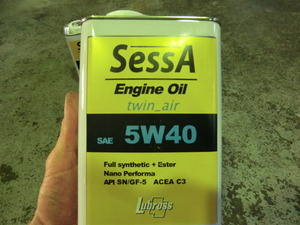 SessA
Engine Oil
twin_air
SAE 5W40
Full synthetic + Ester
Nano Performa
API SN/GF-5 ACEA C3
Lubross